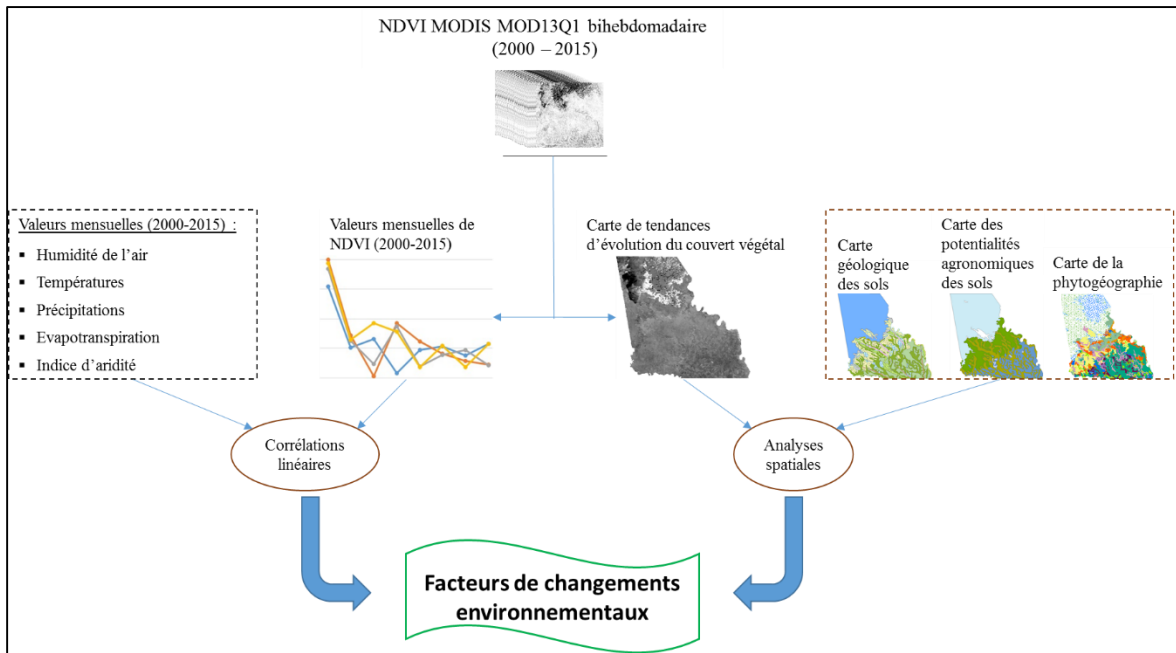 NDVI MODIS MOD13Q1 bihebdomadaire
(2000 – 2015)
Valeurs mensuelles (2000-2015) :
▪ Humidité de l’air
▪ Températures
▪ Précipitations
▪ Evapotranspiration
▪ Indice d’aridité
Valeurs mensuelles de
NDVI (2000-2015)
Carte de tendances
d’évolution du couvert végétal
Carte
géologique
des sols
Carte des
potentialités
agronomiques
des sols
Carte de la
phytogéographie
Corrélations
linéaires
Analyses
spatiales
Facteurs de changements
environnementaux